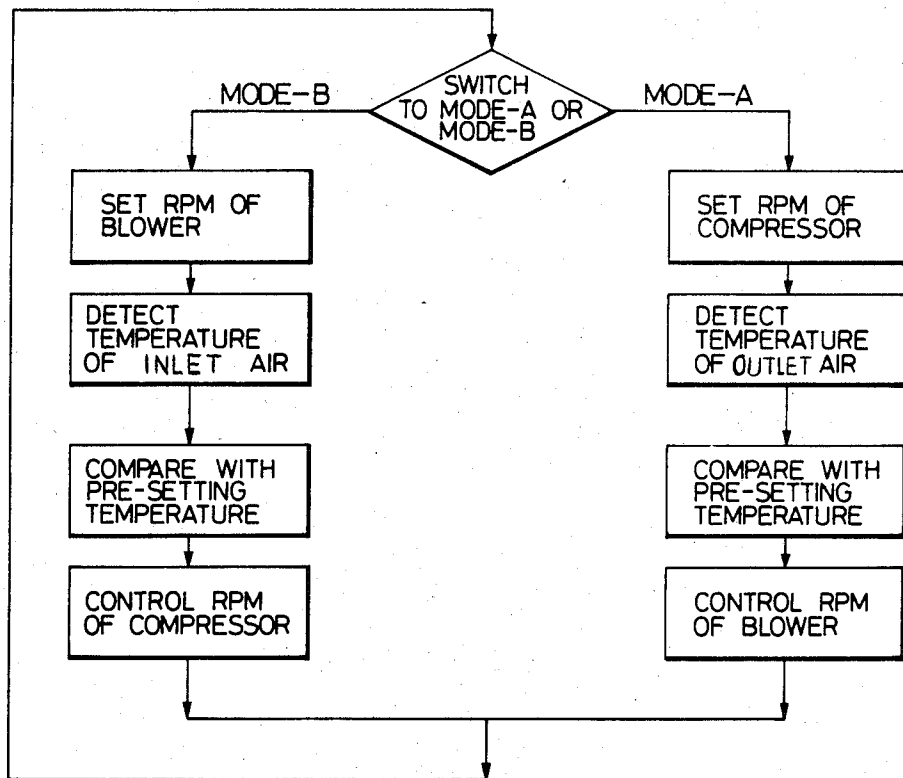 SWITCH
TO MODE-A OR
MODE-B
MODE-B
MODE-A
SET RPM OF
BLOWER
DETECT
TEMPERATURE
OF INLET AIR
COMPARE WITH
PRE-SETTING
TEMPERATURE
CONTROL RPM
OF COMPRESSOR
SET RPM OF
COMPRESSOR
DETECT
TEMPERATURE
OF OUTLET AIR
COMPARE WITH
PRE-SETTING
TEMPERATURE
CONTROL RPM
OF BLOWER